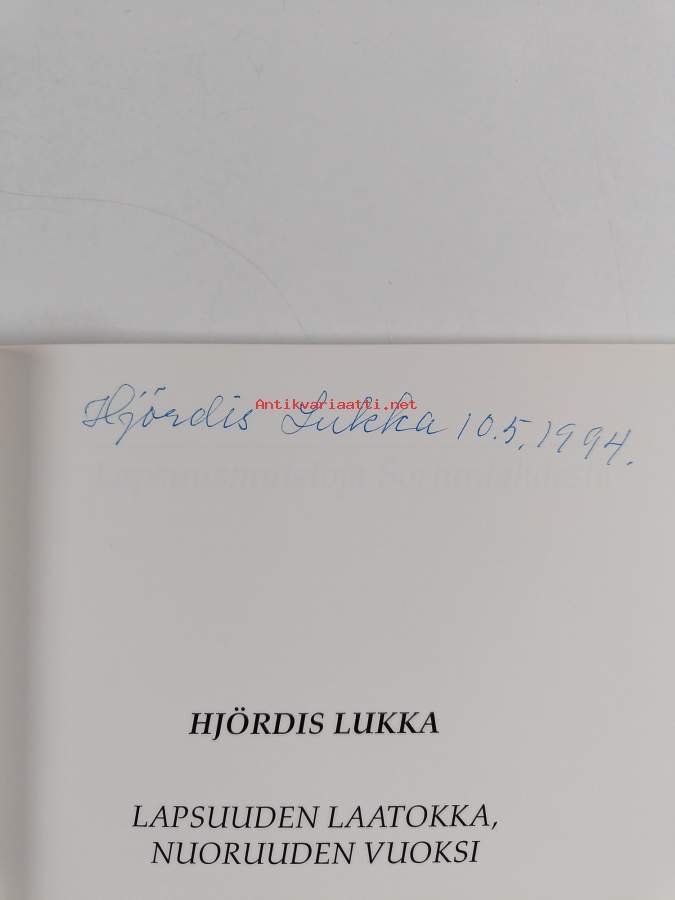 Hjördis Lukka 10.5.1994.
Antikvariaatti.net
HJÖRDIS LUKKA
LAPSUUDEN LAATOKKA,
NUORUUDEN VUOKSI